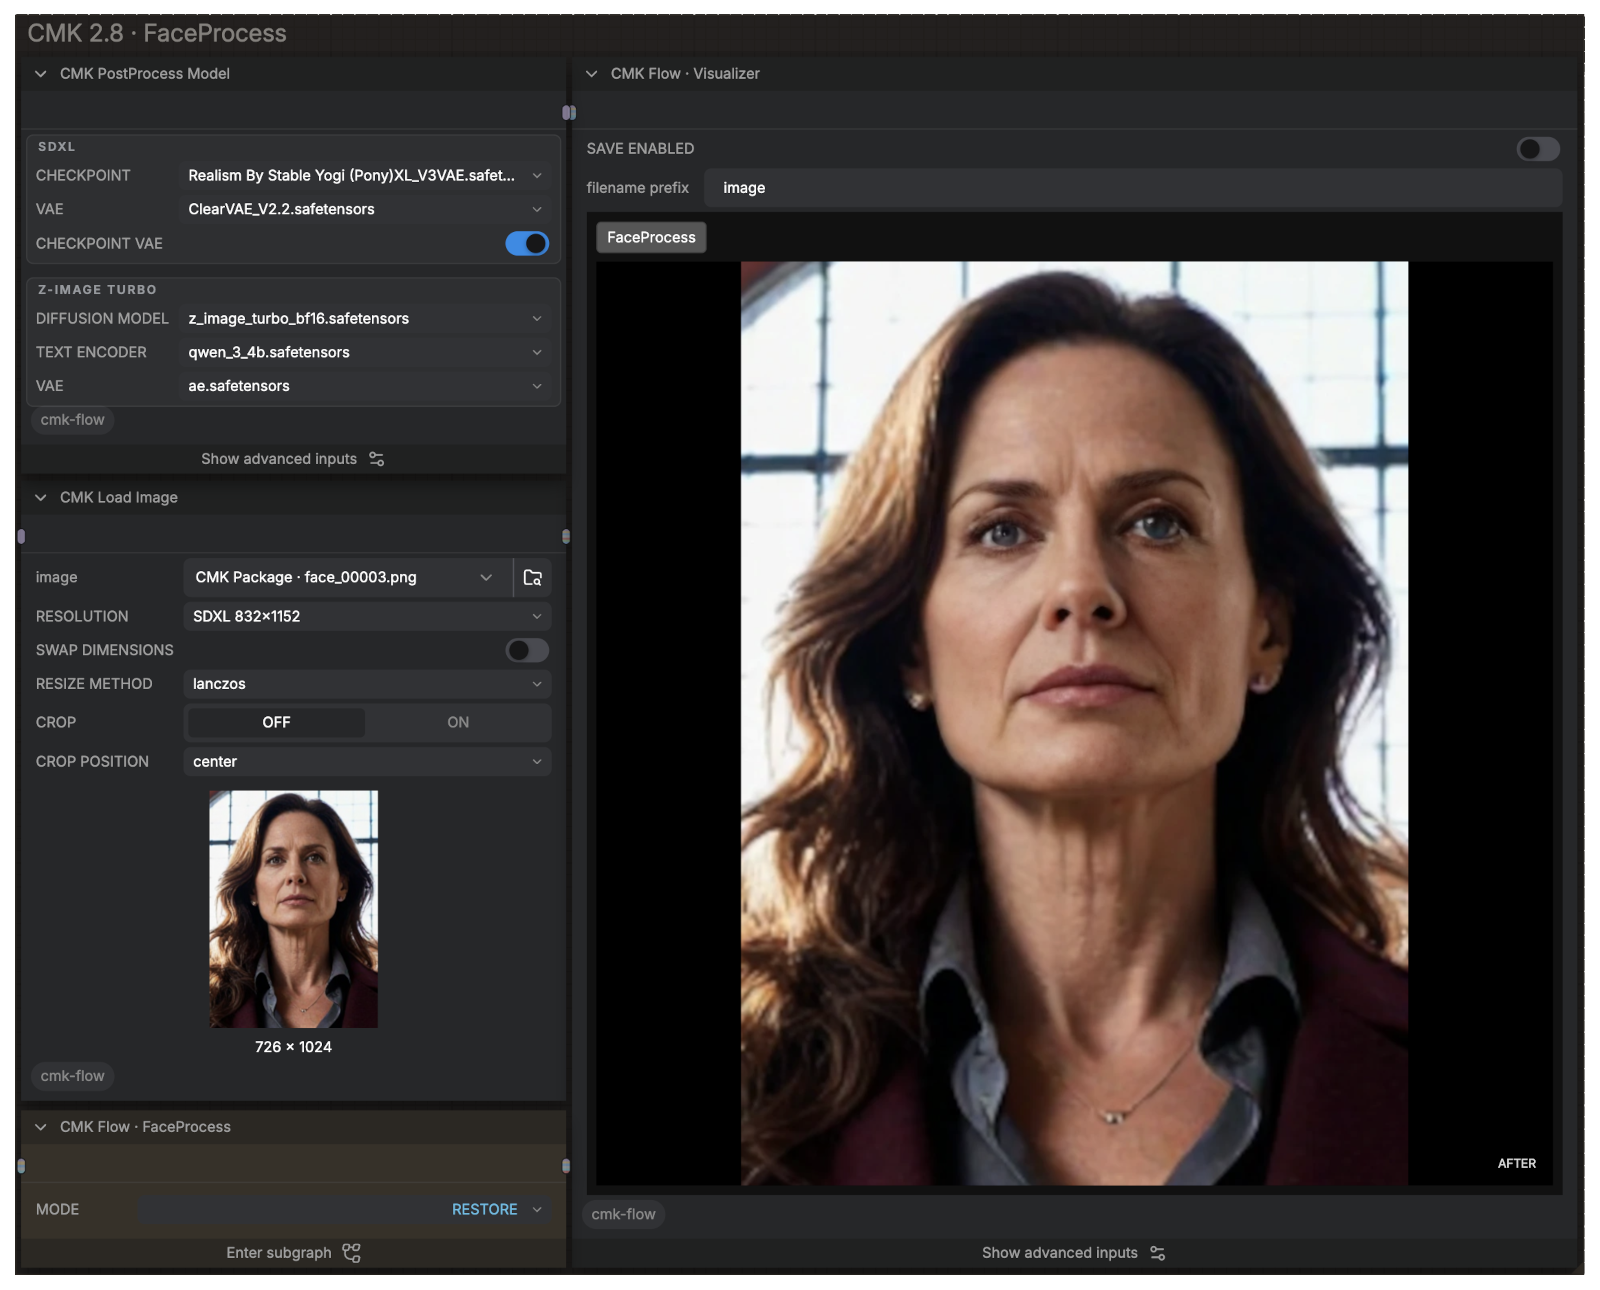 CMK 2.8 · FaceProcess
CMK PostProcess Model
SDXL
CHECKPOINT Realism By Stable Yogi (Pony)XL_V3VAE.safet...
VAE ClearVAE_V2.2.safetensors
CHECKPOINT VAE
Z-IMAGE TURBO
DIFFUSION MODEL z_image_turbo_bf16.safetensors
TEXT ENCODER qwen_3_4b.safetensors
VAE ae.safetensors
cmk-flow
Show advanced inputs
CMK Load Image
image CMK Package · face_00003.png
RESOLUTION SDXL 832×1152
SWAP DIMENSIONS
RESIZE METHOD lanczos
CROP OFF ON
CROP POSITION center
726 × 1024
cmk-flow
CMK Flow · FaceProcess
MODE RESTORE
Enter subgraph
CMK Flow · Visualizer
SAVE ENABLED
filename prefix image
FaceProcess
AFTER
cmk-flow
Show advanced inputs